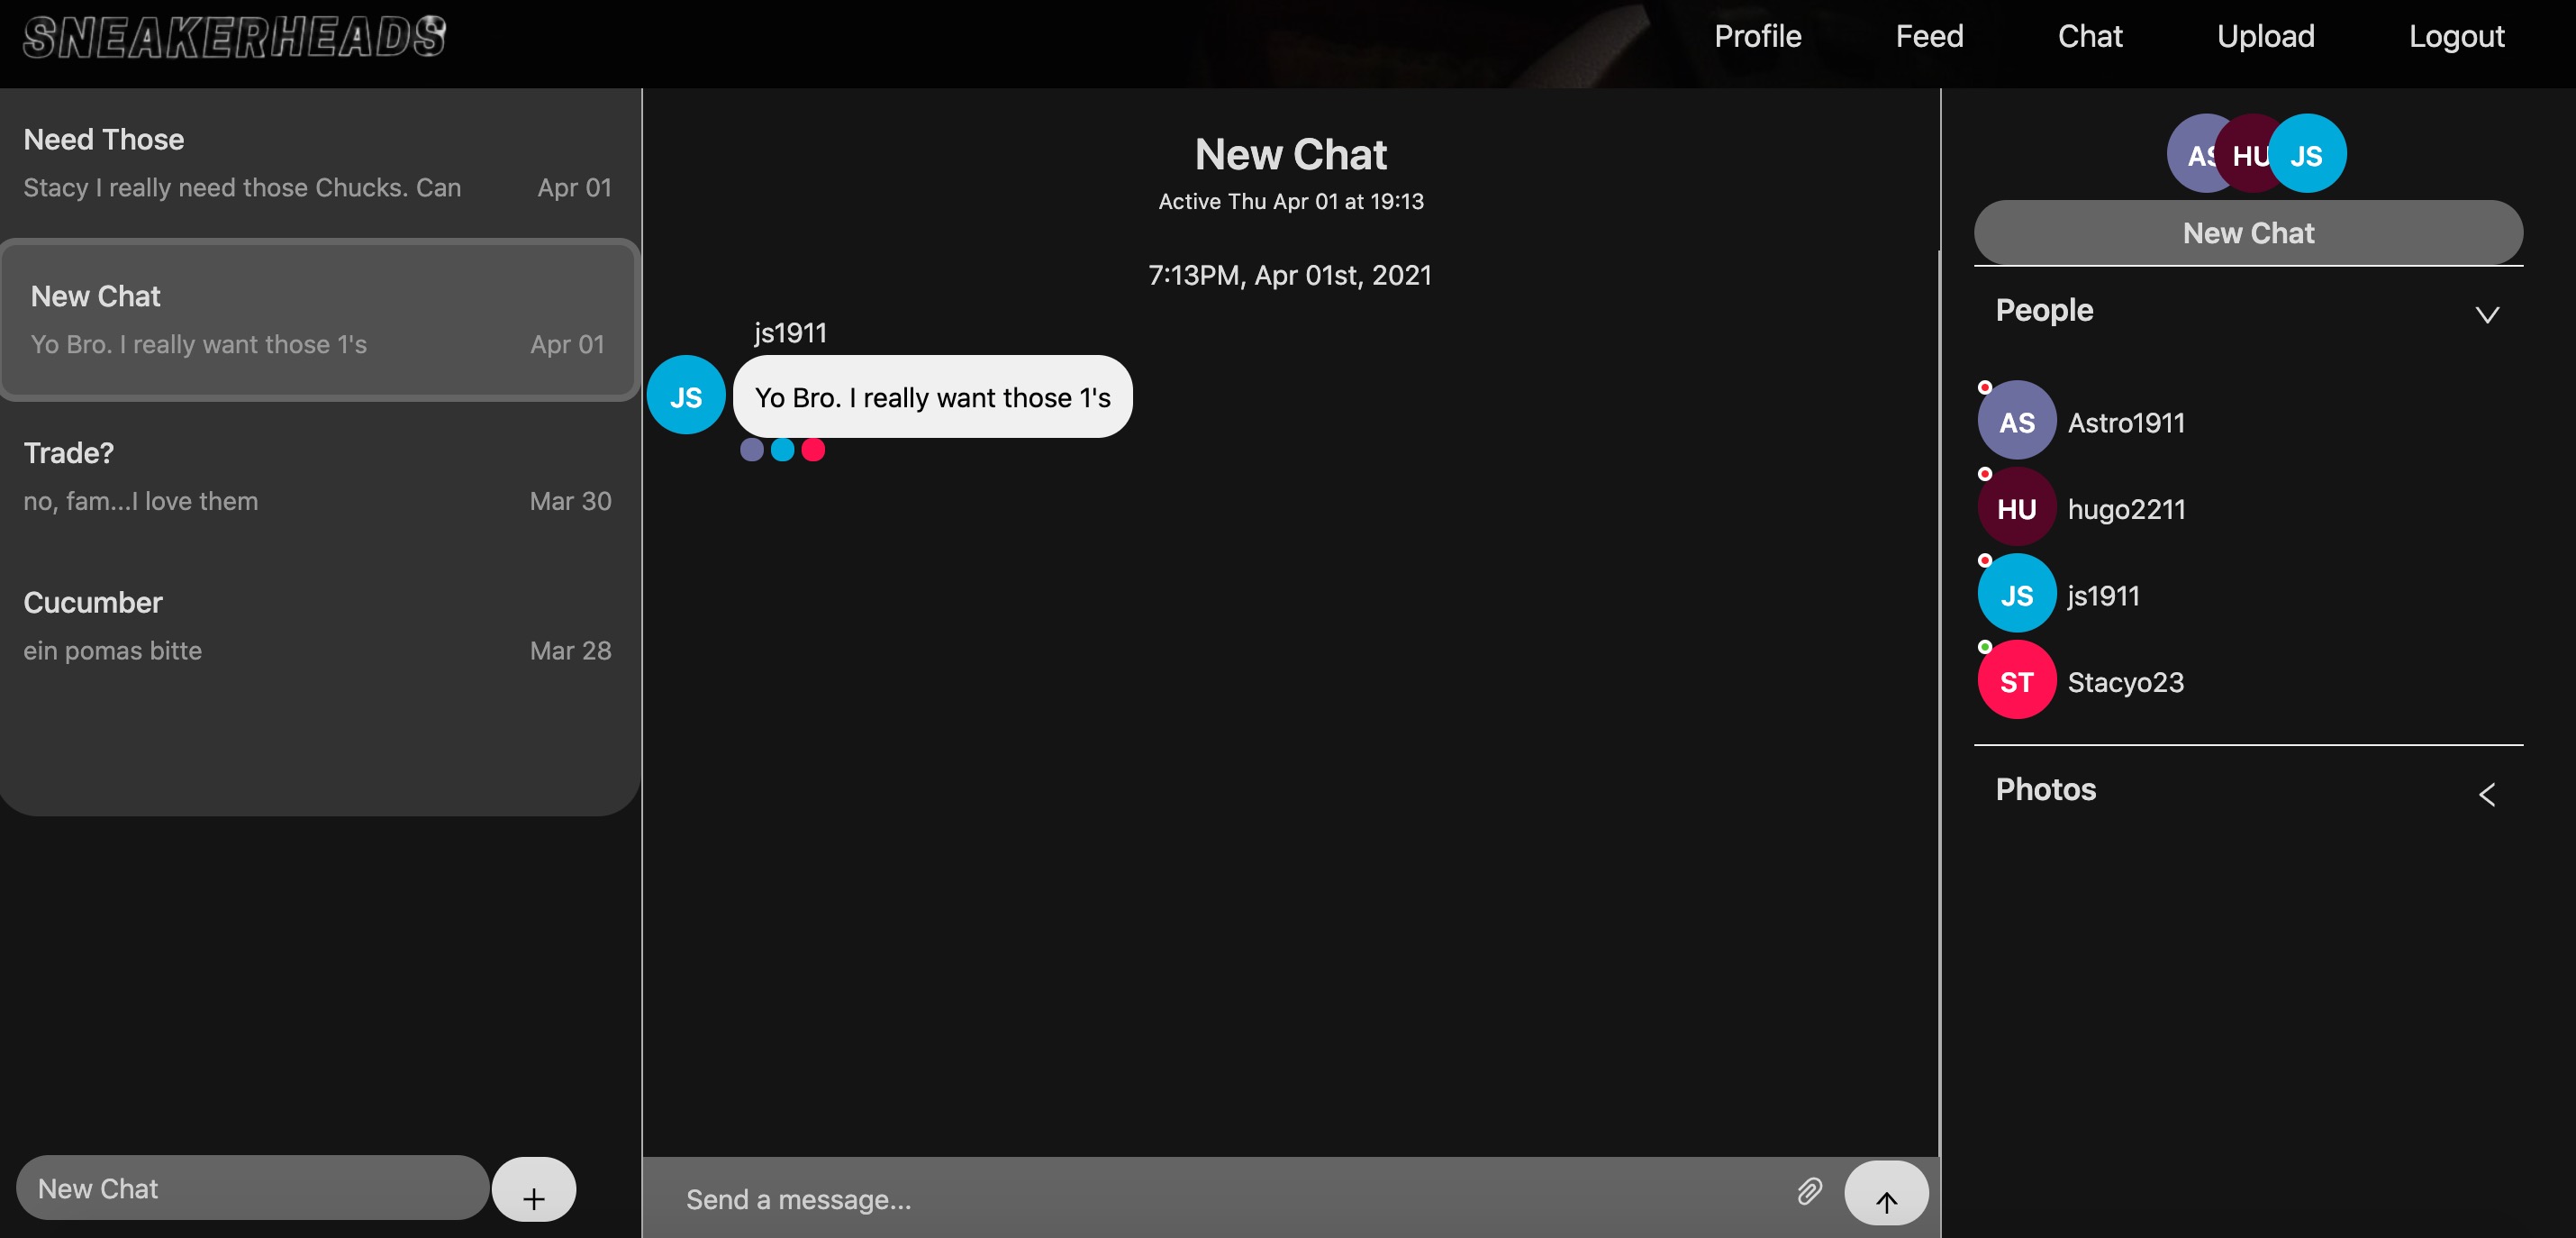 SNEAKERHEADS
Profile
Feed
Chat
Upload
Logout
Need Those
Stacy I really need those Chucks. Can
Apr 01
New Chat
Yo Bro. I really want those 1's
Apr 01
Trade?
no, fam...I love them
Mar 30
Cucumber
ein pomas bitte
Mar 28
New Chat
+
New Chat
Active Thu Apr 01 at 19:13
7:13PM, Apr 01st, 2021
js1911
JS
Yo Bro. I really want those 1's
Send a message...
AS
HU
JS
New Chat
People
AS
Astro1911
HU
hugo2211
JS
js1911
ST
Stacyo23
Photos